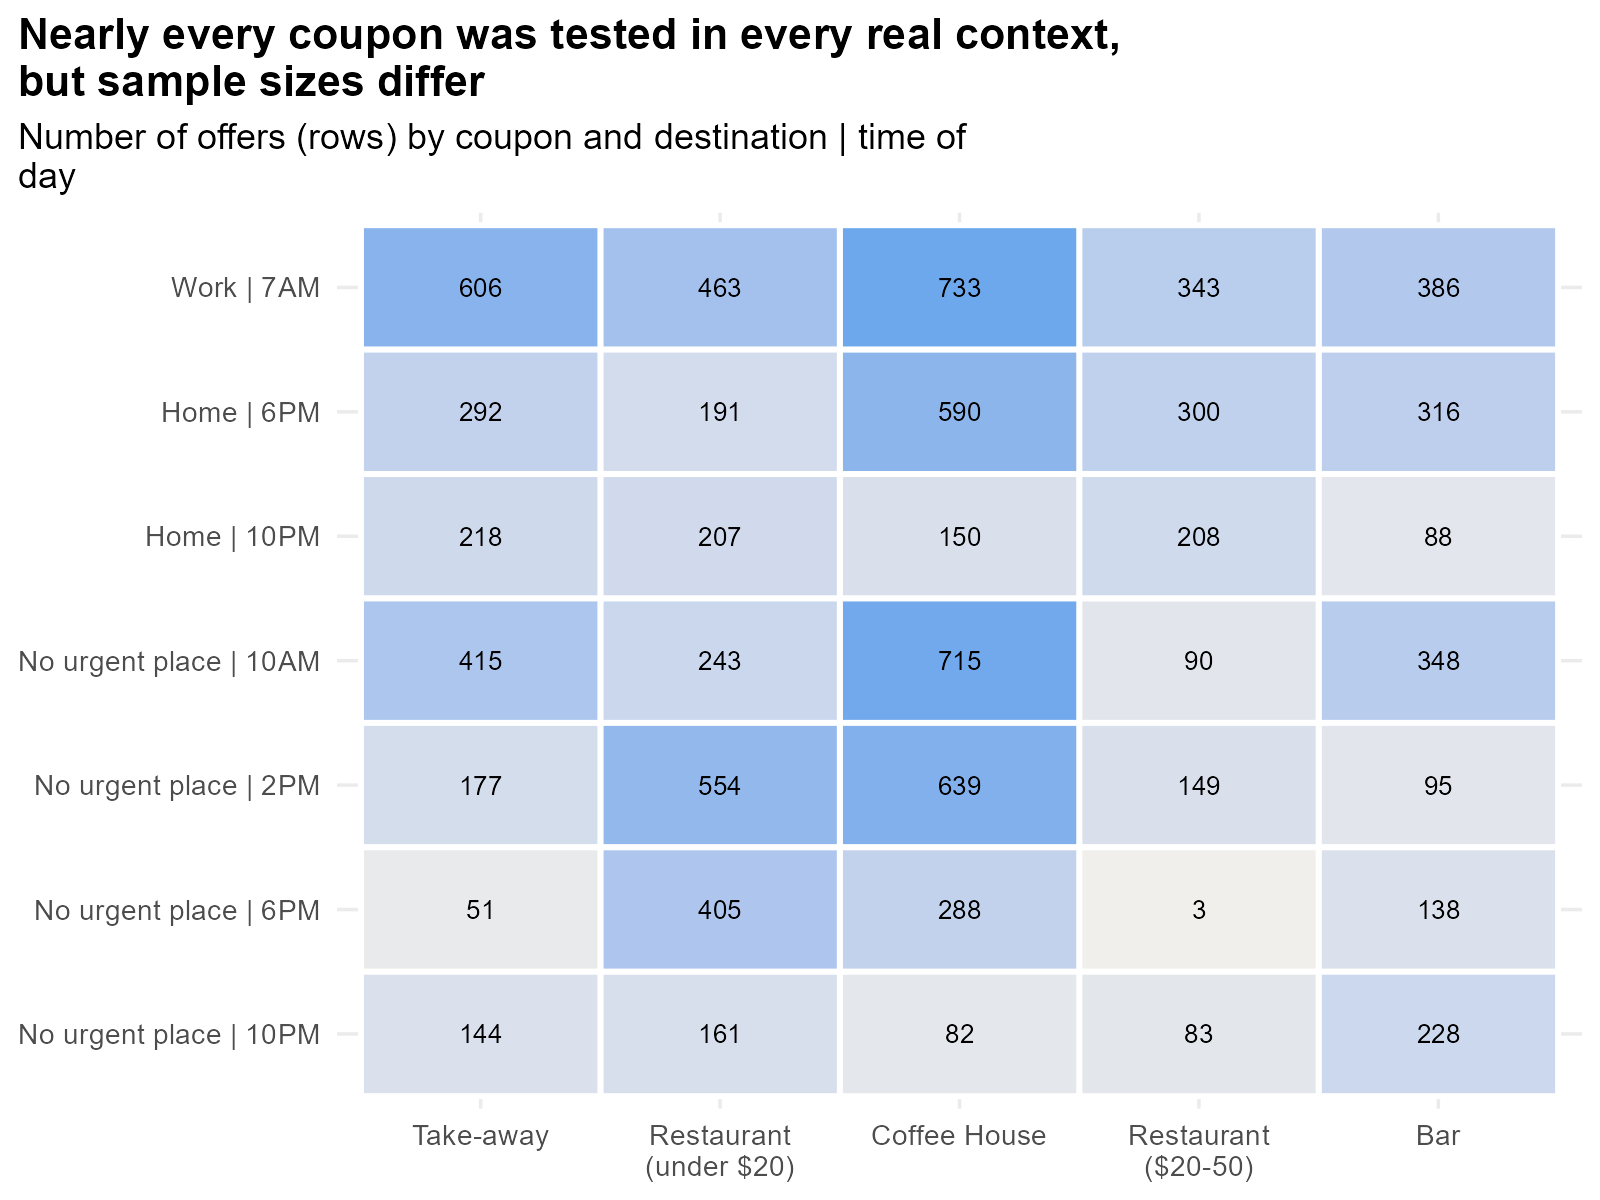 Nearly every coupon was tested in every real context,
but sample sizes differ
Number of offers (rows) by coupon and destination | time of
day
Work | 7AM 606 463 733 343 386
Home | 6PM 292 191 590 300 316
Home | 10PM 218 207 150 208 88
No urgent place | 10AM 415 243 715 90 348
No urgent place | 2PM 177 554 639 149 95
No urgent place | 6PM 51 405 288 3 138
No urgent place | 10PM 144 161 82 83 228
Take-away Restaurant Coffee House Restaurant Bar
(under $20) ($20-50)